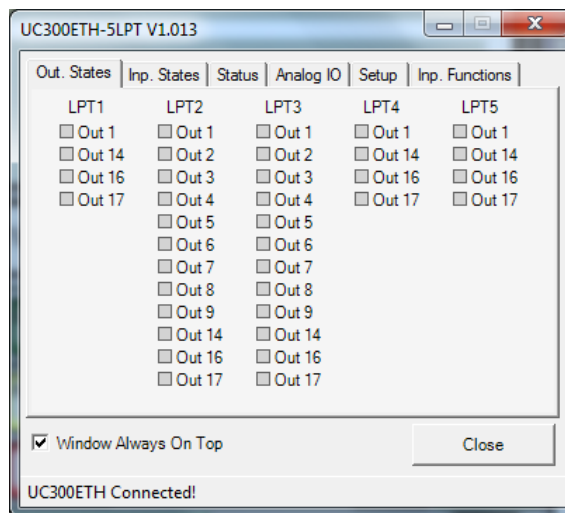 UC300ETH-5LPT V1.013
Out. States Inp. States Status Analog IO Setup Inp. Functions
LPT1 LPT2 LPT3 LPT4 LPT5
Out 1 Out 1 Out 1 Out 1 Out 1
Out 14 Out 2 Out 2 Out 14 Out 14
Out 16 Out 3 Out 3 Out 16 Out 16
Out 17 Out 4 Out 4 Out 17 Out 17
Out 5 Out 5
Out 6 Out 6
Out 7 Out 7
Out 8 Out 8
Out 9 Out 9
Out 14 Out 14
Out 16 Out 16
Out 17 Out 17
Window Always On Top Close
UC300ETH Connected!